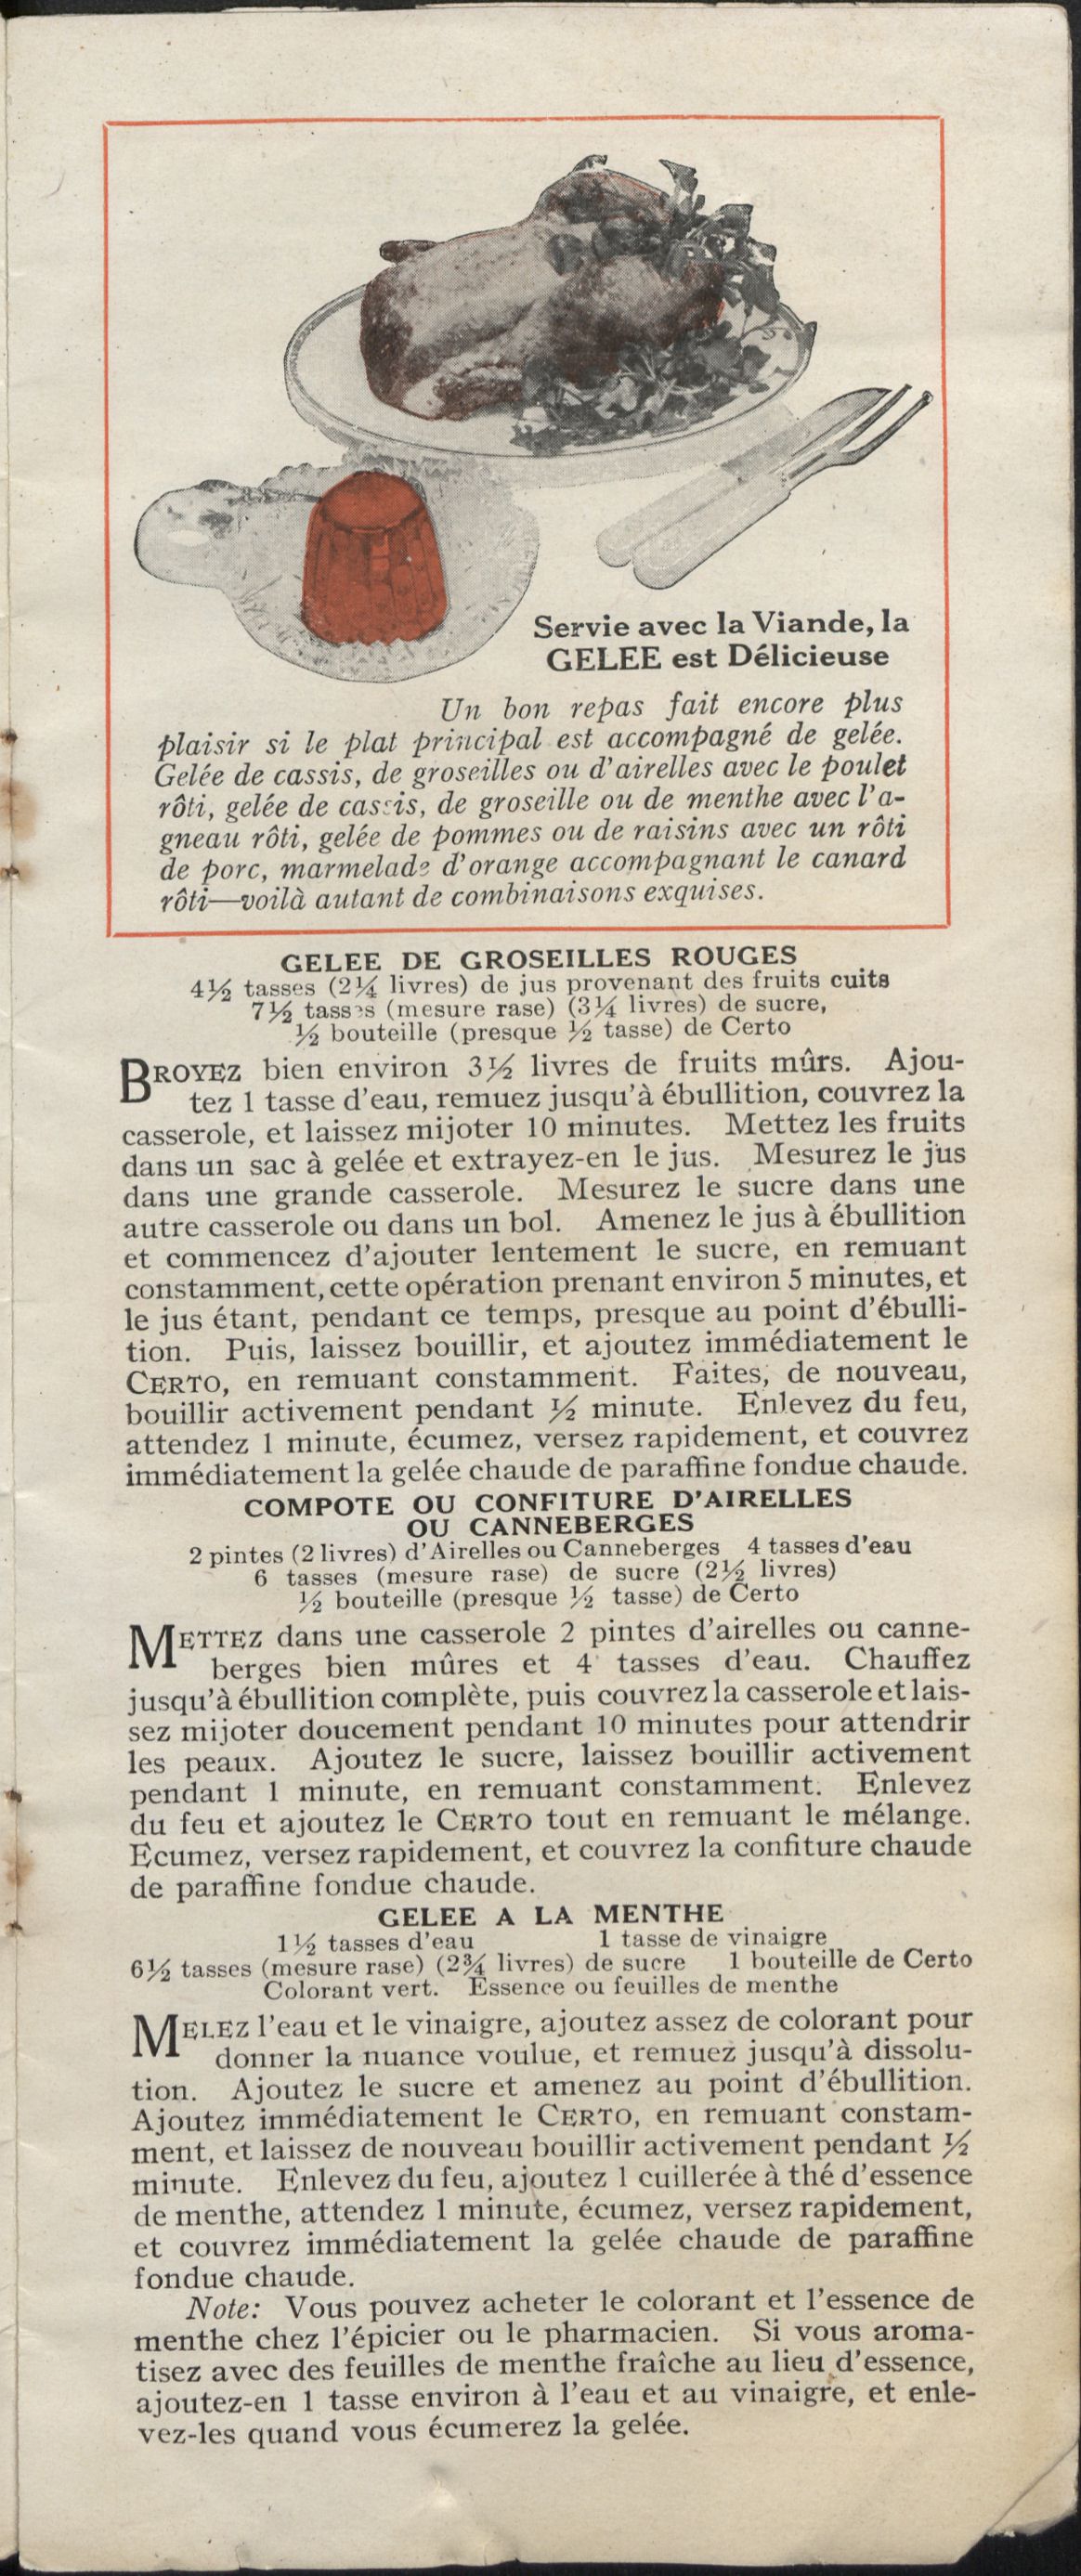 Servie avec la Viande, la
GELEE est Délicieuse
Un bon repas fait encore plus
plaisir si le plat principal est accompagné de gelée.
Gelée de cassis, de groseilles ou d'airelles avec le poulet
rôti, gelée de cassis, de groseille ou de menthe avec l'a-
gneau rôti, gelée de pommes ou de raisins avec un rôti
de porc, marmelade d'orange accompagnant le canard
rôti—voilà autant de combinaisons exquises.
GELEE DE GROSEILLES ROUGES
4½ tasses (2¼ livres) de jus provenant des fruits cuits
7½ tasses (mesure rase) (3¼ livres) de sucre,
½ bouteille (presque ½ tasse) de Certo
BROYEZ bien environ 3½ livres de fruits mûrs. Ajou-
tez 1 tasse d'eau, remuez jusqu'à ébullition, couvrez la
casserole, et laissez mijoter 10 minutes. Mettez les fruits
dans un sac à gelée et extrayez-en le jus. Mesurez le jus
dans une grande casserole. Mesurez le sucre dans une
autre casserole ou dans un bol. Amenez le jus à ébullition
et commencez d'ajouter lentement le sucre, en remuant
constamment, cette opération prenant environ 5 minutes, et
le jus étant, pendant ce temps, presque au point d'ébulli-
tion. Puis, laissez bouillir, et ajoutez immédiatement le
CERTO, en remuant constamment. Faites, de nouveau,
bouillir activement pendant ½ minute. Enlevez du feu,
attendez 1 minute, écumez, versez rapidement, et couvrez
immédiatement la gelée chaude de paraffine fondue chaude.
COMPOTE OU CONFITURE D'AIRELLES
OU CANNEBERGES
2 pintes (2 livres) d'Airelles ou Canneberges 4 tasses d'eau
6 tasses (mesure rase) de sucre (2½ livres)
½ bouteille (presque ½ tasse) de Certo
METTEZ dans une casserole 2 pintes d'airelles ou canne-
berges bien mûres et 4 tasses d'eau. Chauffez
jusqu'à ébullition complète, puis couvrez la casserole et lais-
sez mijoter doucement pendant 10 minutes pour attendrir
les peaux. Ajoutez le sucre, laissez bouillir activement
pendant 1 minute, en remuant constamment. Enlevez
du feu et ajoutez le CERTO tout en remuant le mélange.
Ecumez, versez rapidement, et couvrez la confiture chaude
de paraffine fondue chaude.
GELEE A LA MENTHE
1½ tasses d'eau 1 tasse de vinaigre
6½ tasses (mesure rase) (2¾ livres) de sucre 1 bouteille de Certo
Colorant vert. Essence ou feuilles de menthe
MELEZ l'eau et le vinaigre, ajoutez assez de colorant pour
donner la nuance voulue, et remuez jusqu'à dissolu-
tion. Ajoutez le sucre et amenez au point d'ébullition.
Ajoutez immédiatement le CERTO, en remuant constam-
ment, et laissez de nouveau bouillir activement pendant ½
minute. Enlevez du feu, ajoutez 1 cuillerée à thé d'essence
de menthe, attendez 1 minute, écumez, versez rapidement,
et couvrez immédiatement la gelée chaude de paraffine
fondue chaude.
Note: Vous pouvez acheter le colorant et l'essence de
menthe chez l'épicier ou le pharmacien. Si vous aroma-
tisez avec des feuilles de menthe fraîche au lieu d'essence,
ajoutez-en 1 tasse environ à l'eau et au vinaigre, et enle-
vez-les quand vous écumerez la gelée.